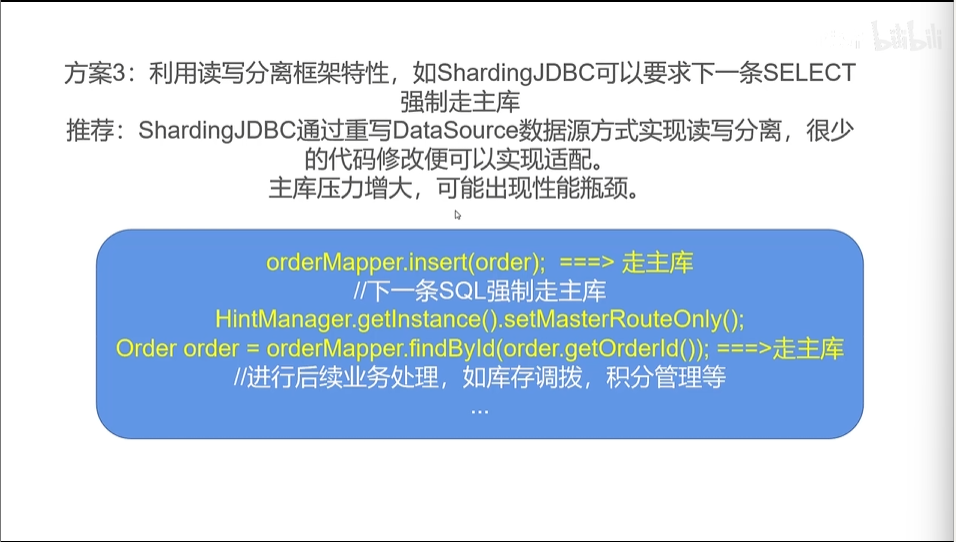 bilibili
方案3：利用读写分离框架特性，如ShardingJDBC可以要求下一条SELECT
强制走主库
推荐：ShardingJDBC通过重写DataSource数据源方式实现读写分离，很少
的代码修改便可以实现适配。
主库压力增大，可能出现性能瓶颈。
orderMapper.insert(order);  ===> 走主库
//下一条SQL强制走主库
HintManager.getInstance().setMasterRouteOnly();
Order order = orderMapper.findById(order.getOrderId()); ===>走主库
//进行后续业务处理，如库存调拨，积分管理等
...